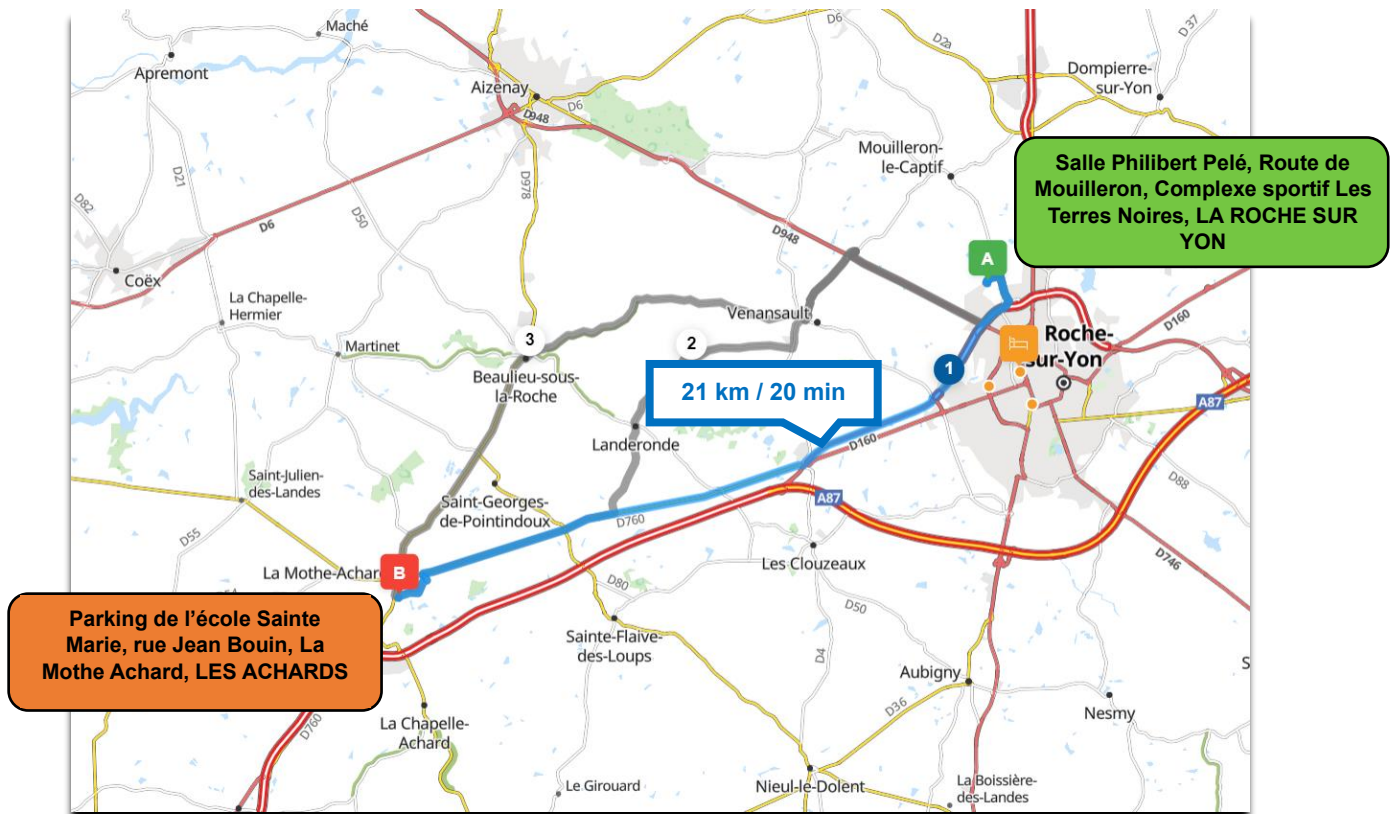 Maché
D6
D37
D2a
Apremont
Dompierre-
sur-Yon
Aizenay
D6
D948
Mouilleron-
le-Captif
Salle Philibert Pelé, Route de
Mouilleron, Complexe sportif Les
Terres Noires, LA ROCHE SUR
YON
D21
D978
D82
D50
D6
D948
A
Coëx
La Chapelle-
Hermier
Venansault
D160
3
2
Roche-
sur-Yon
Martinet
1
Beaulieu-sous-
la-Roche
21 km / 20 min
A87
Landeronde
D160
Saint-Julien-
des-Landes
D88
Saint-Georges-
de-Pointindoux
A87
D760
D55
Les Clouzeaux
D746
La Mothe-Achar
B
D80
Parking de l’école Sainte
Marie, rue Jean Bouin, La
Mothe Achard, LES ACHARDS
D50
Sainte-Flaive-
des-Loups
D4
S
Aubigny
D36
Nesmy
La Chapelle-
Achard
D760
Le Girouard
Nieul-le-Dolent
La Boissière-
des-Landes